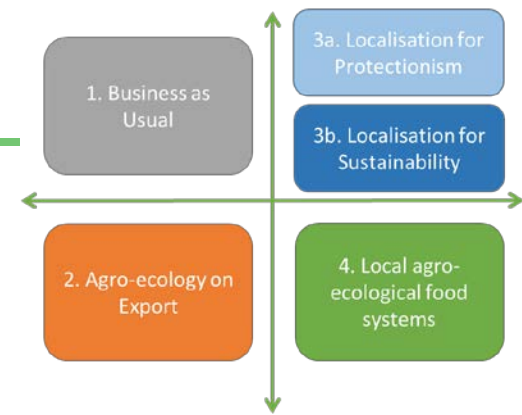 1. Business as
Usual
3a. Localisation for
Protectionism
3b. Localisation for
Sustainability
2. Agro-ecology on
Export
4. Local agro-
ecological food
systems